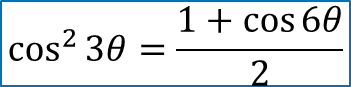 cos² 3θ = (1 + cos 6θ)/2